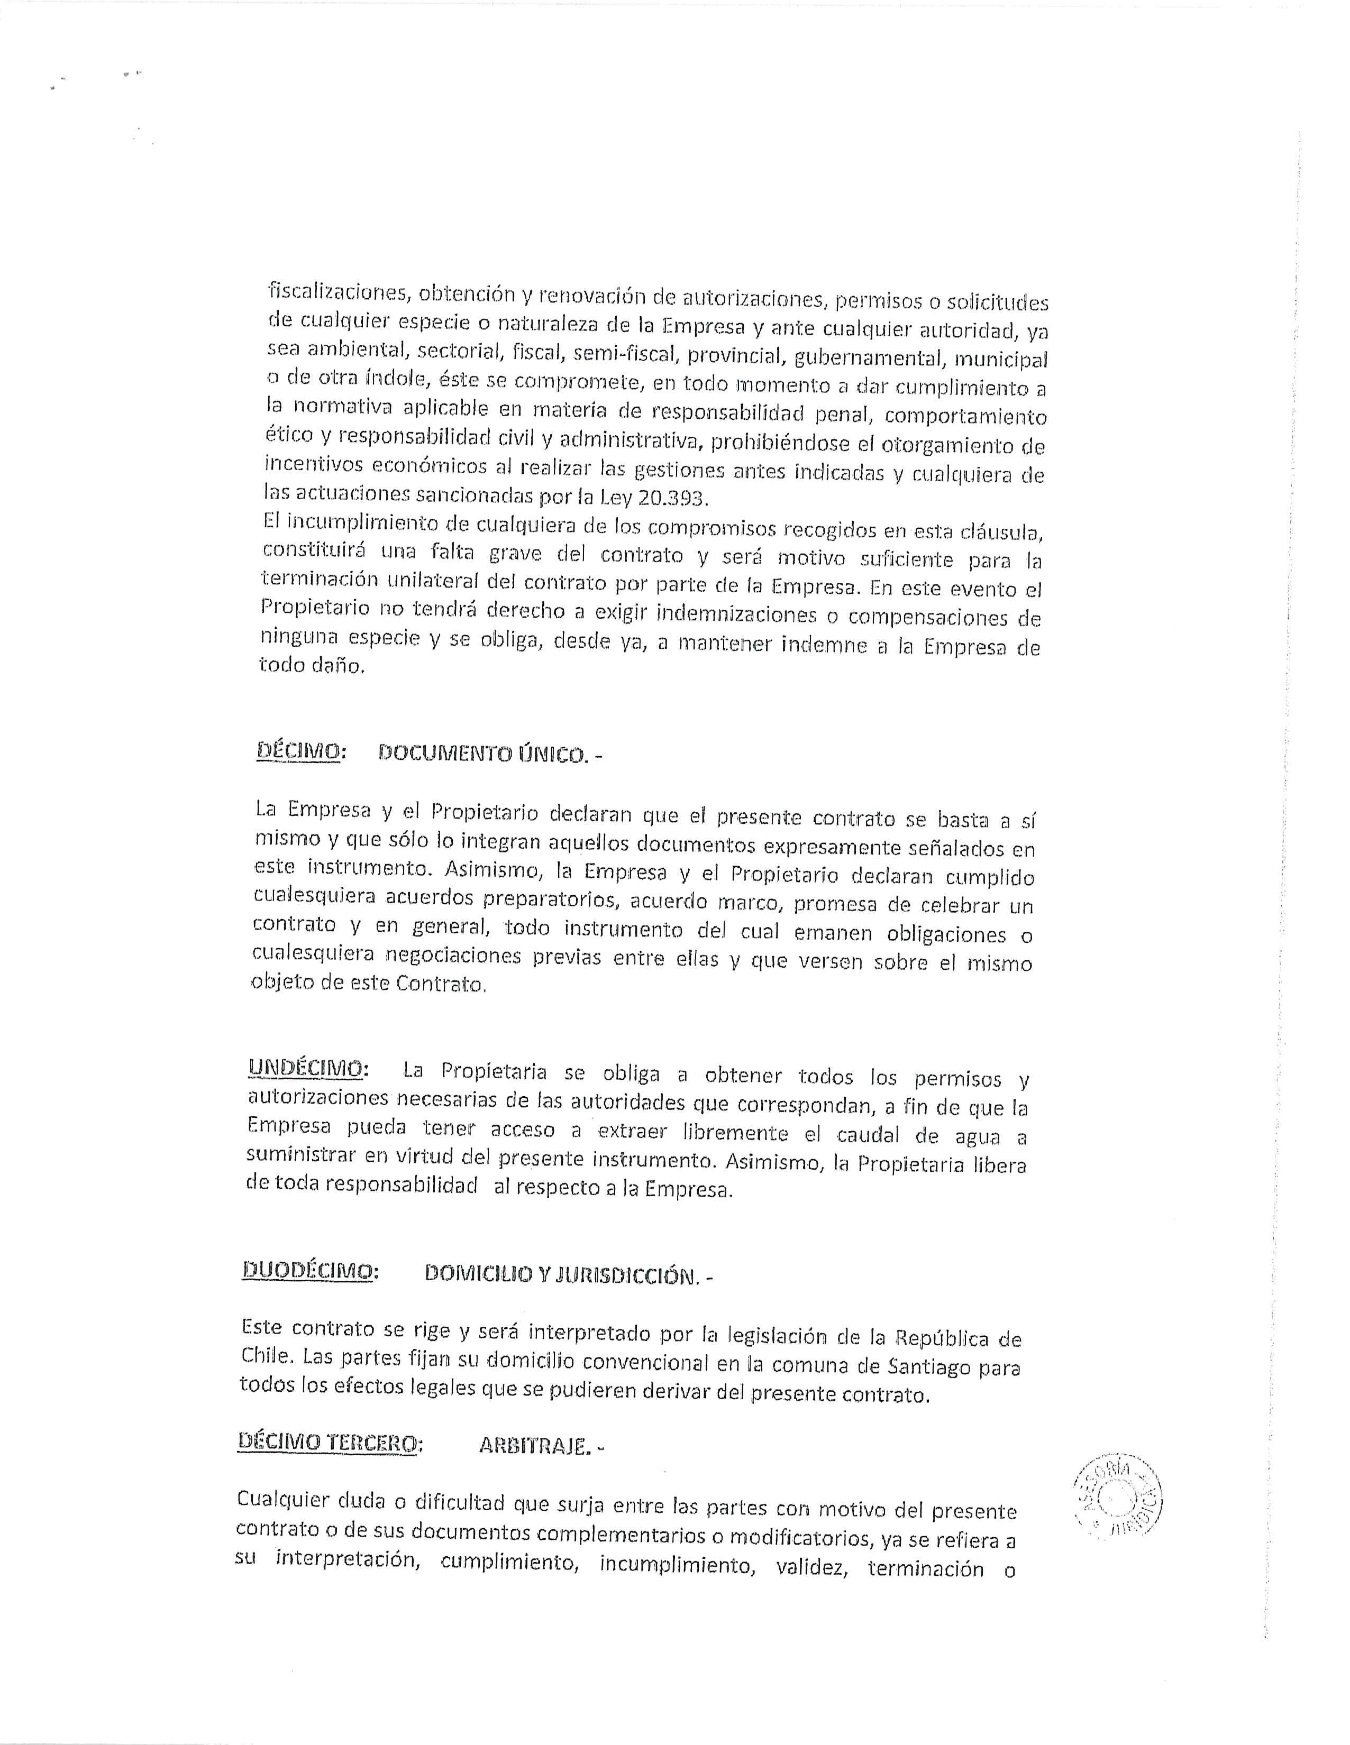 fiscalizaciones, obtención y renovación de autorizaciones, permisos o solicitudes
de cualquier especie o naturaleza de la Empresa y ante cualquier autoridad, ya
sea ambiental, sectorial, fiscal, semi-fiscal, provincial, gubernamental, municipal
o de otra índole, éste se compromete, en todo momento a dar cumplimiento a
la normativa aplicable en materia de responsabilidad penal, comportamiento
ético y responsabilidad civil y administrativa, prohibiéndose el otorgamiento de
incentivos económicos al realizar las gestiones antes indicadas y cualquiera de
las actuaciones sancionadas por la Ley 20.393.
El incumplimiento de cualquiera de los compromisos recogidos en esta cláusula,
constituirá una falta grave del contrato y será motivo suficiente para la
terminación unilateral del contrato por parte de la Empresa. En este evento el
Propietario no tendrá derecho a exigir indemnizaciones o compensaciones de
ninguna especie y se obliga, desde ya, a mantener indemne a la Empresa de
todo daño.
DÉCIMO: DOCUMENTO ÚNICO. -
La Empresa y el Propietario declaran que el presente contrato se basta a sí
mismo y que sólo lo integran aquellos documentos expresamente señalados en
este instrumento. Asimismo, la Empresa y el Propietario declaran cumplido
cualesquiera acuerdos preparatorios, acuerdo marco, promesa de celebrar un
contrato y en general, todo instrumento del cual emanen obligaciones o
cualesquiera negociaciones previas entre ellas y que versen sobre el mismo
objeto de este Contrato.
UNDÉCIMO: La Propietaria se obliga a obtener todos los permisos y
autorizaciones necesarias de las autoridades que correspondan, a fin de que la
Empresa pueda tener acceso a extraer libremente el caudal de agua a
suministrar en virtud del presente instrumento. Asimismo, la Propietaria libera
de toda responsabilidad al respecto a la Empresa.
DUODÉCIMO: DOMICILIO Y JURISDICCIÓN. -
Este contrato se rige y será interpretado por la legislación de la República de
Chile. Las partes fijan su domicilio convencional en la comuna de Santiago para
todos los efectos legales que se pudieren derivar del presente contrato.
DÉCIMO TERCERO: ARBITRAJE. -
Cualquier duda o dificultad que surja entre las partes con motivo del presente
contrato o de sus documentos complementarios o modificatorios, ya se refiera a
su interpretación, cumplimiento, incumplimiento, validez, terminación o
ASESORÍA
JURÍDICA